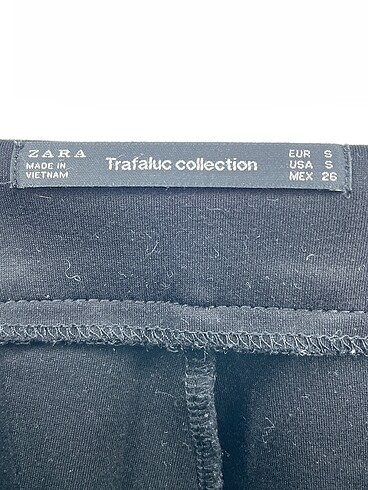 ZARA
MADE IN
VIETNAM
Trafaluc collection
EUR S
USA S
MEX 26